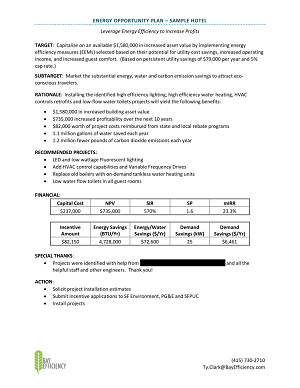 ENERGY OPPORTUNITY PLAN – SAMPLE HOTEL
Leverage Energy Efficiency to Increase Profits
TARGET: Capitalize on an available $1,580,000 in increased asset value by implementing energy
efficiency measures (EEMs) selected based on their potential for utility cost savings, increased operating
income, and increased guest comfort. (Based on persistent utility savings of $79,000 per year and 5%
cap rate.)
SUBTARGET: Market the substantial energy, water and carbon emission savings to attract eco-
conscious travelers.
RATIONALE: Installing the identified high efficiency lighting, high efficiency water heating, HVAC
controls retrofits and low-flow water toilets projects will yield the following benefits:
• $1,580,000 in increasing building asset value
• $735,000 increased profitability over the next 10 years
• $82,000 worth of project costs reimbursed from state and local rebate programs
• 1.1 million gallons of water saved each year
• 1.2 million fewer pounds of carbon dioxide emissions each year
RECOMMENDED PROJECTS:
• LED and low wattage Fluorescent lighting
• Add HVAC control capabilities and Variable Frequency Drives
• Replace old boilers with on-demand tankless water heating units
• Low water flow toilets in all guest rooms
FINANCIAL:
Capital Cost NPV SIR SP mIRR
$237,000 $735,000 570% 1.6 23.3%
Incentive Energy Savings Energy/Water Demand Demand
Amount (BTU/Yr) Savings ($/Yr) Savings (kW) Savings ($/Yr)
$82,150 4,728,000 $72,600 25 $6,461
SPECIAL THANKS:
• Projects were identified with help from and all the
helpful staff and other engineers. Thank you!
ACTION:
• Solicit project installation estimates
• Submit incentive applications to SF Environment, PG&E and SFPUC
• Install projects
BAY
EFFICIENCY
(415) 730-2710
Ty.Clark@BayEfficiency.com